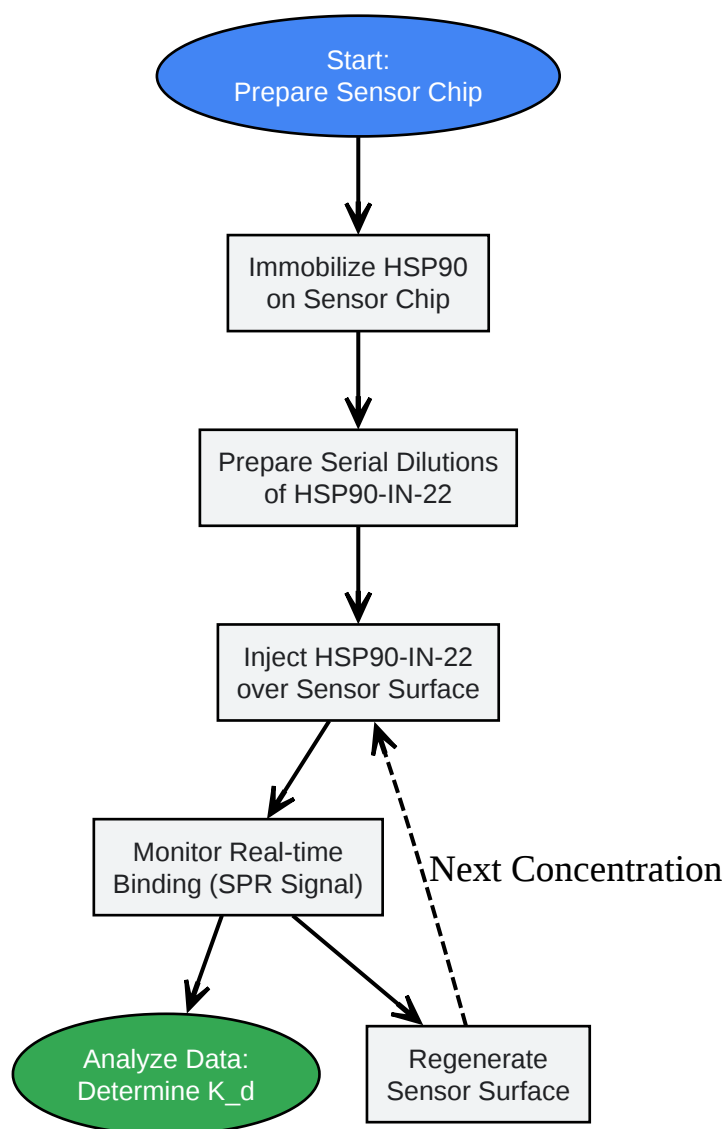 Start:
Prepare Sensor Chip
Immobilize HSP90
on Sensor Chip
Prepare Serial Dilutions
of HSP90-IN-22
Inject HSP90-IN-22
over Sensor Surface
Monitor Real-time
Binding (SPR Signal)
Next Concentration
Analyze Data:
Determine K_d
Regenerate
Sensor Surface